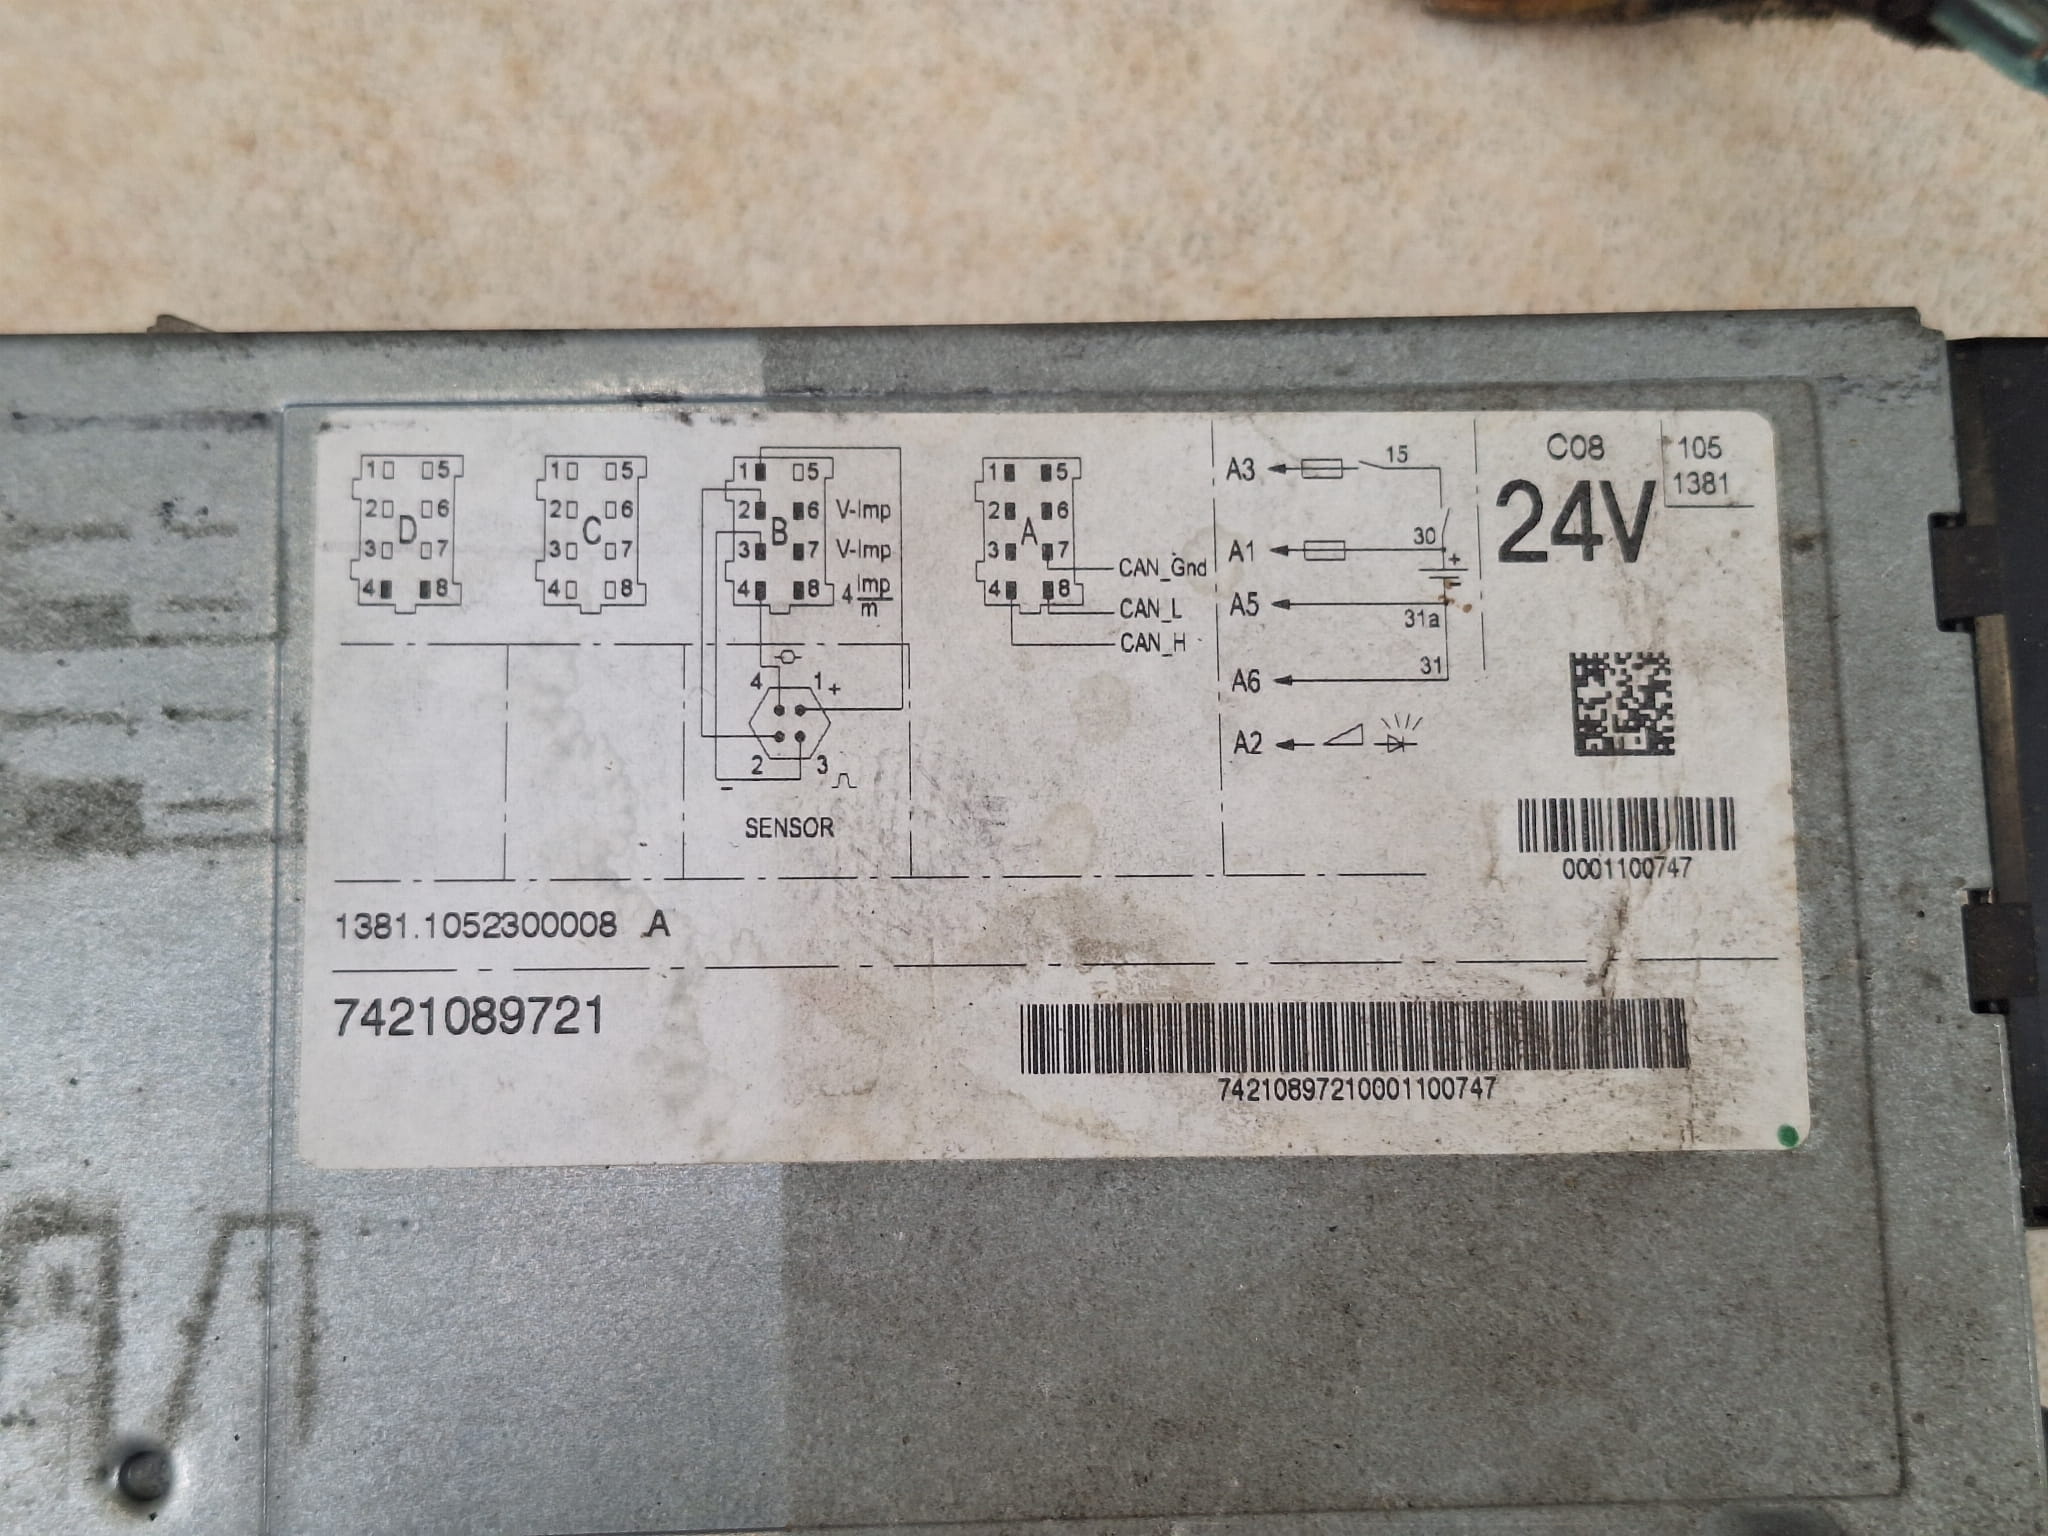 1 5
2 6
D
3 7
4 8
1 5
2 6
C
3 7
4 8
1 5
2 6 V-Imp
B
3 7 V-Imp
4 8 4 Imp
m
1 5
2 6
A
3 7
4 8
CAN_Gnd
CAN_L
CAN_H
4 1 +
2 3
-
SENSOR
A3 15
A1 30
+
-
A5
31a
A6 31
A2
C08
24V
105
1381
0001100747
1381.1052300008 A
7421089721
74210897210001100747